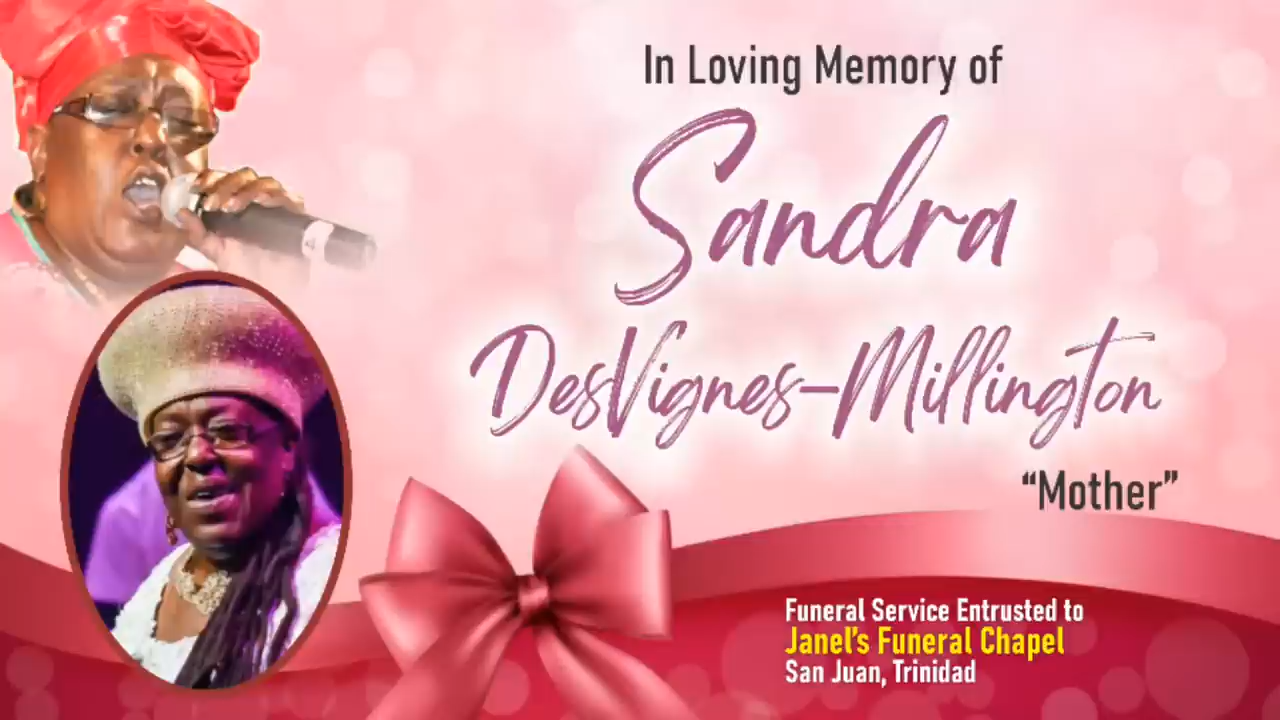 In Loving Memory of
Sandra
DesVignes-Millington
“Mother”
Funeral Service Entrusted to
Janel's Funeral Chapel
San Juan, Trinidad